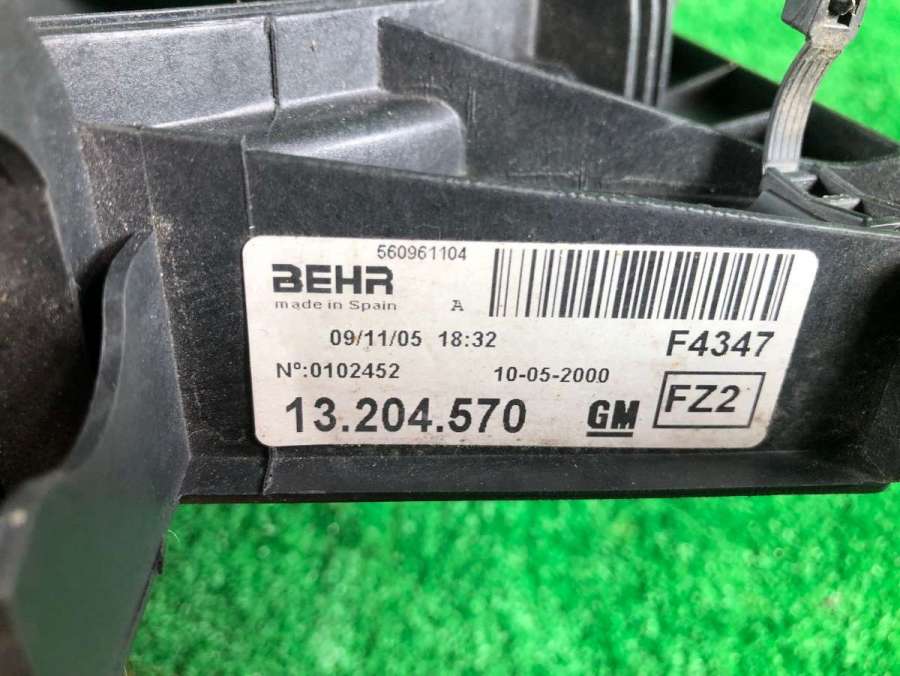 560961104
BEHR
made in Spain A
09/11/05 18:32 F4347
Nº:0102452 10-05-2000
13.204.570 GM FZ2